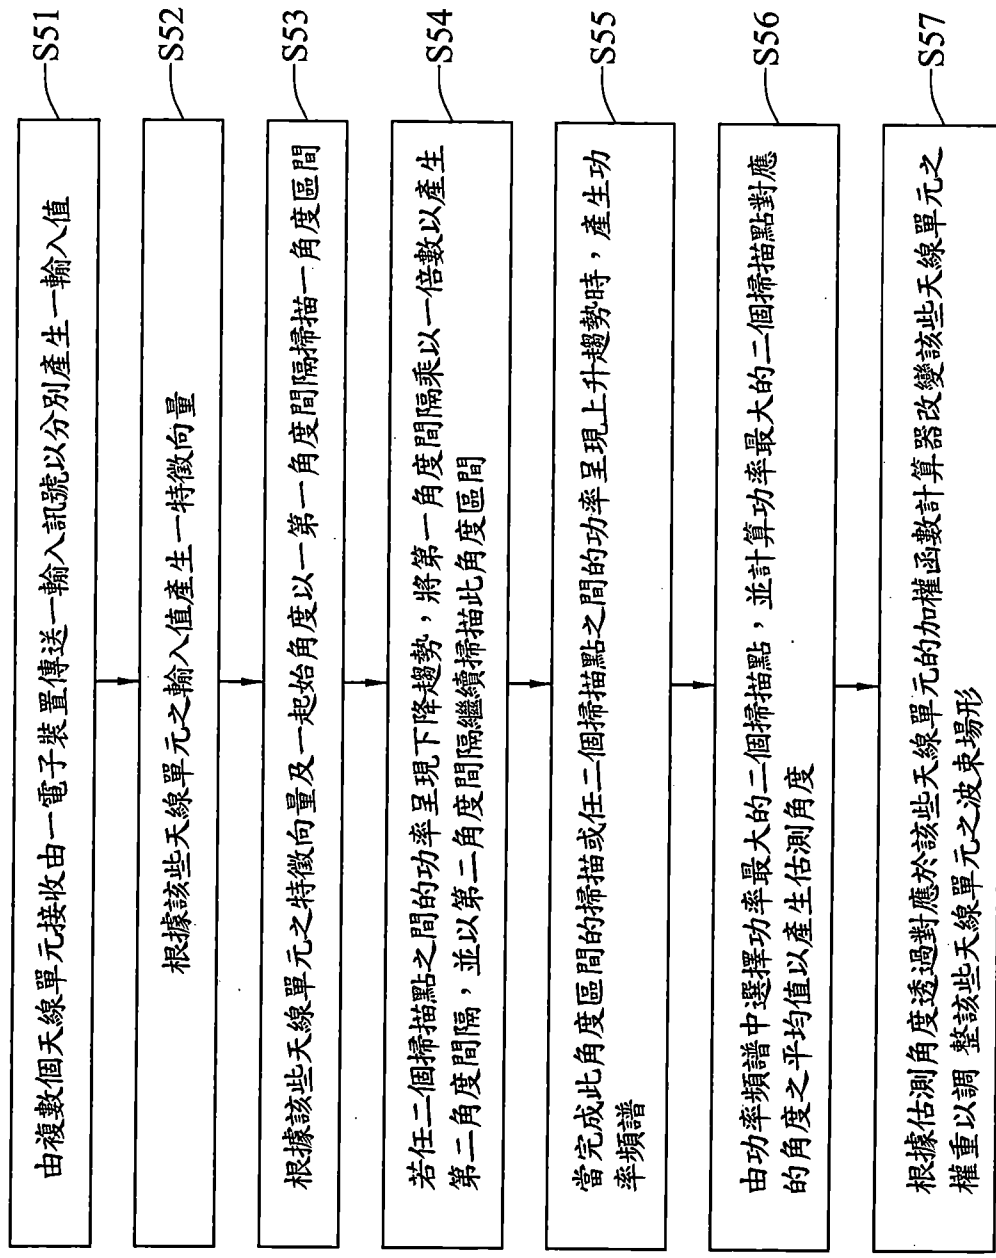 由複數個天線單元接收由一電子裝置傳送一輸入訊號以分別產生一輸入值
S51
根據該些天線單元之輸入值產生一特徵向量
S52
根據該些天線單元之特徵向量及一起始角度以一第一角度間隔掃描一角度區間
S53
若任二個掃描點之間的功率呈現下降趨勢，將第一角度間隔乘以一倍數以產生
第二角度間隔，並以第二角度間隔繼續掃描此角度區間
S54
當完成此角度區間的掃描或任二個掃描點之間的功率呈現上升趨勢時，產生功
率頻譜
S55
由功率頻譜中選擇功率最大的二個掃描點，並計算功率最大的二個掃描點對應
的角度之平均值以產生估測角度
S56
根據估測角度透過對應於該些天線單元的加權函數計算器改變該些天線單元之
權重以調 整該些天線單元之波束場形
S57